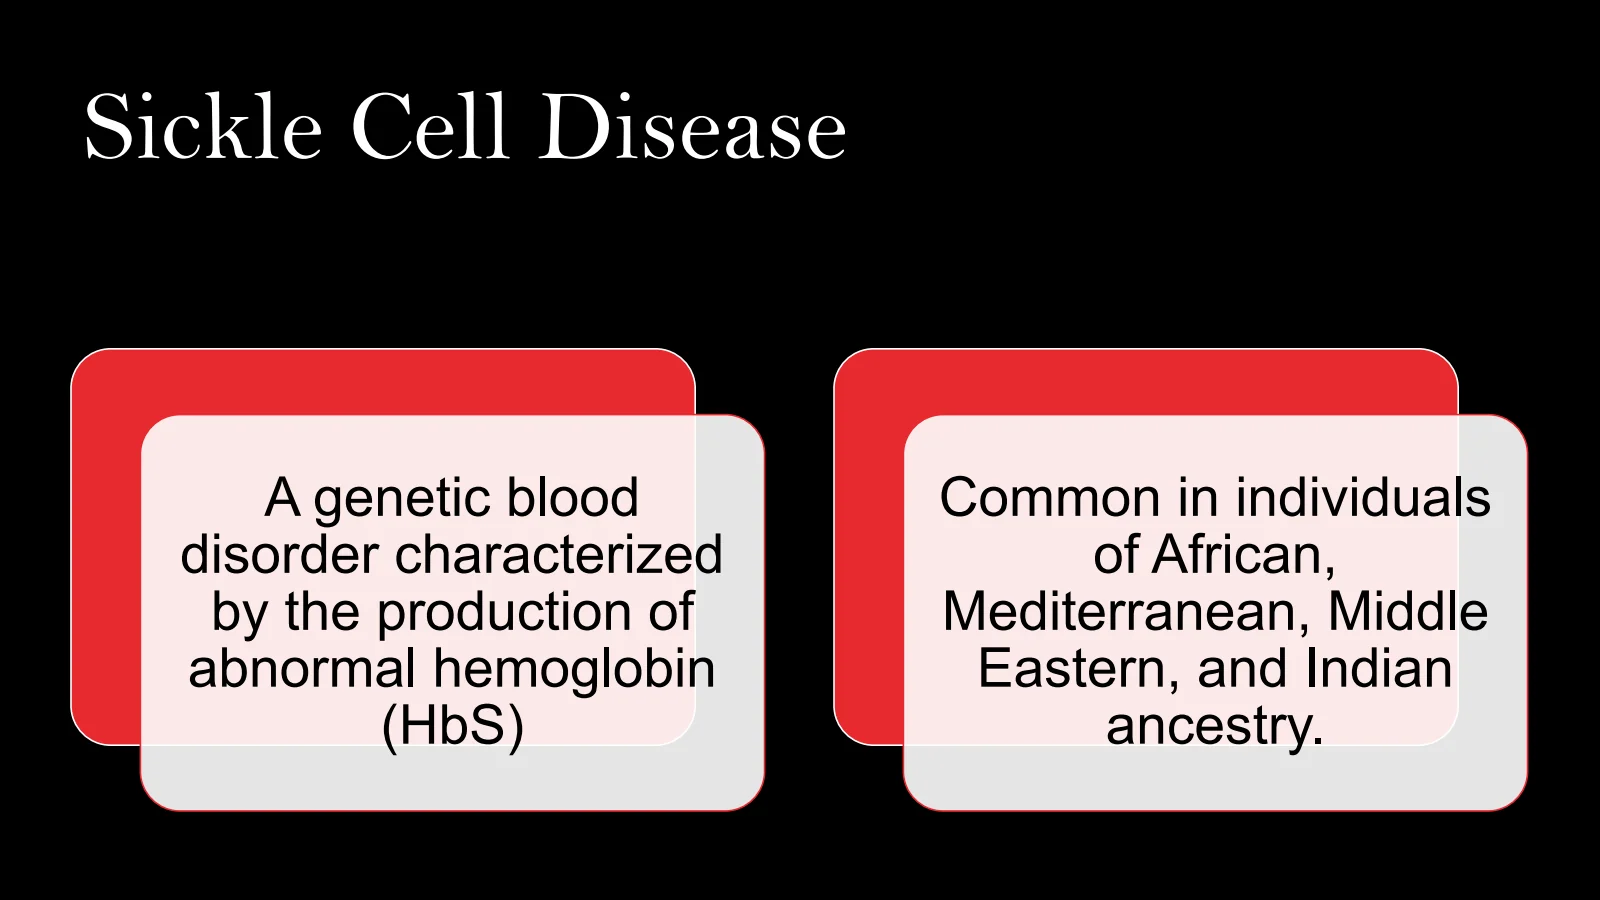 Sickle Cell Disease
A genetic blood
disorder characterized
by the production of
abnormal hemoglobin
(HbS)
Common in individuals
of African,
Mediterranean, Middle
Eastern, and Indian
ancestry.